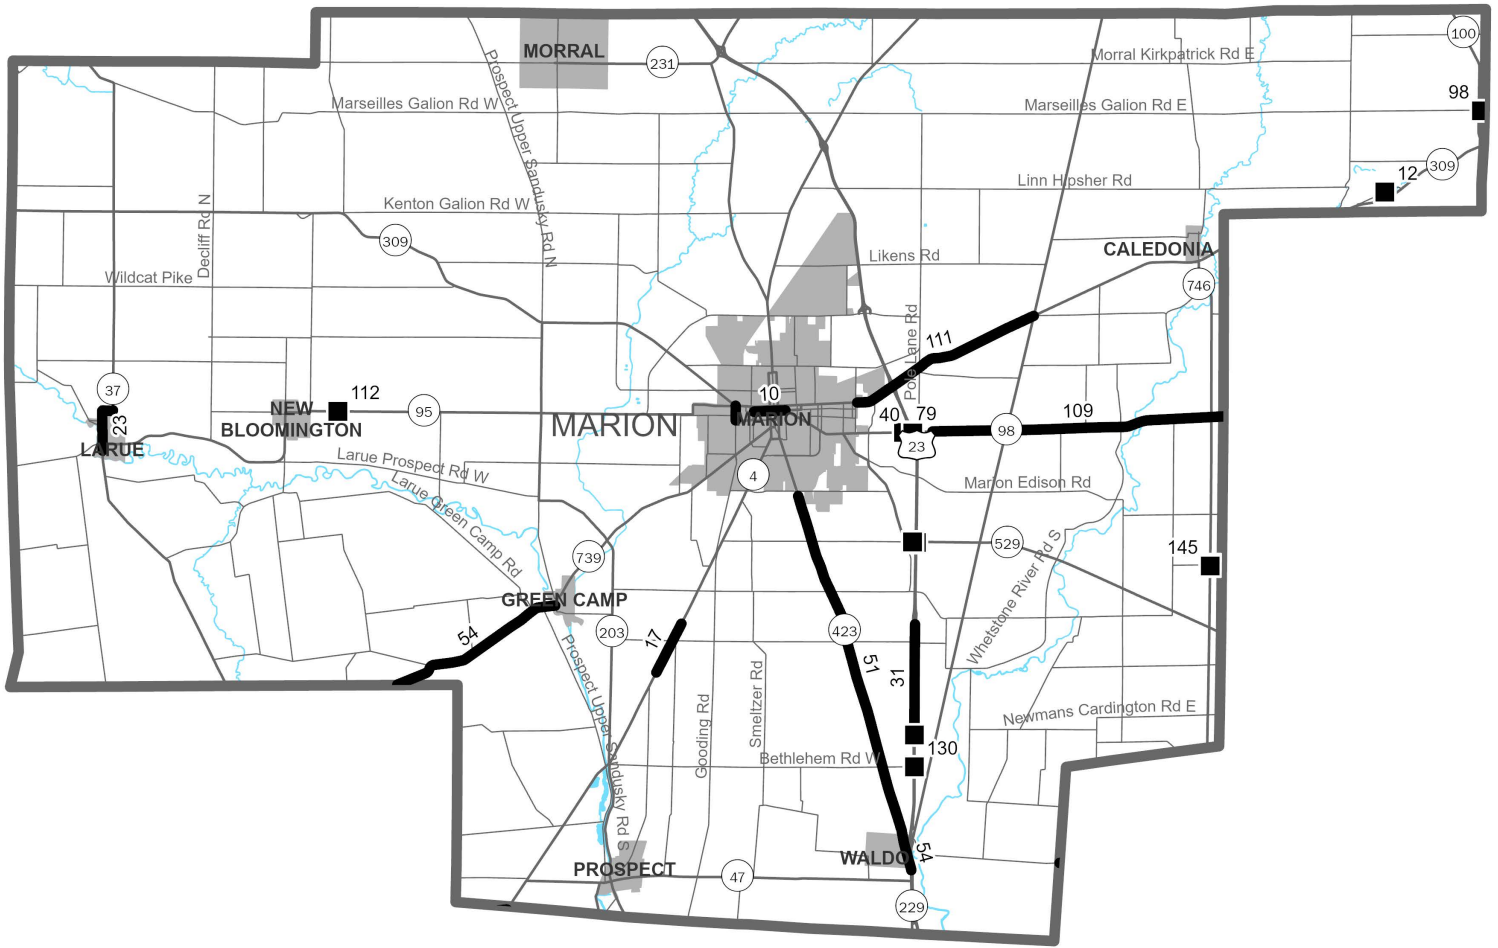 100
MORRAL
231
Morral Kirkpatrick Rd E
98
Marseilles Galion Rd W
Marseilles Galion Rd E
Prospect Upper Sandusky Rd N
309
12
Linn Hipsher Rd
Kenton Galion Rd W
Decliff Rd N
309
CALEDONIA
Likens Rd
Wildcat Pike
746
Pole Lane Rd
111
37
112
10
NEW
BLOOMINGTON
95
MARION
MARION
40
79
109
98
23
23
LARUE
Larue Prospect Rd W
4
Larue Green Camp Rd
Marion Edison Rd
529
145
739
Whetstone River Rd S
GREEN CAMP
54
203
17
423
51
31
Prospect Upper Sandusky Rd S
Gooding Rd
Smeltzer Rd
Newmans Cardington Rd E
130
Bethlehem Rd W
WALDO
54
PROSPECT
47
229